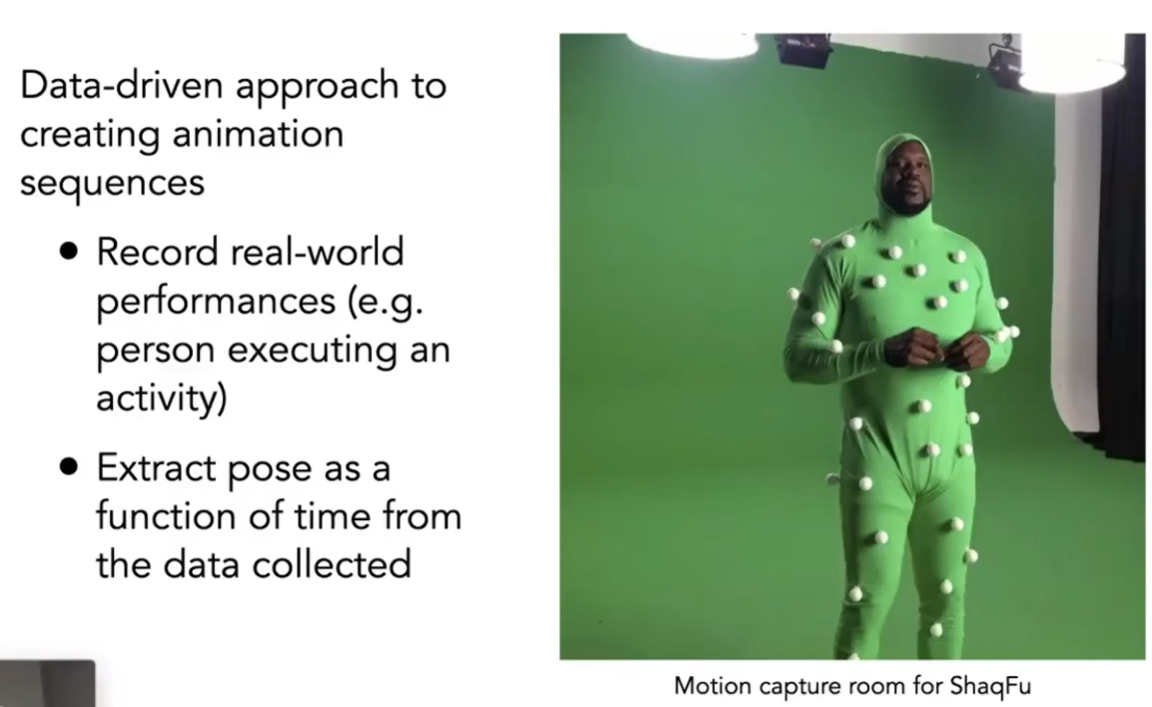 Data-driven approach to
creating animation
sequences
● Record real-world
performances (e.g.
person executing an
activity)
● Extract pose as a
function of time from
the data collected
Motion capture room for ShaqFu